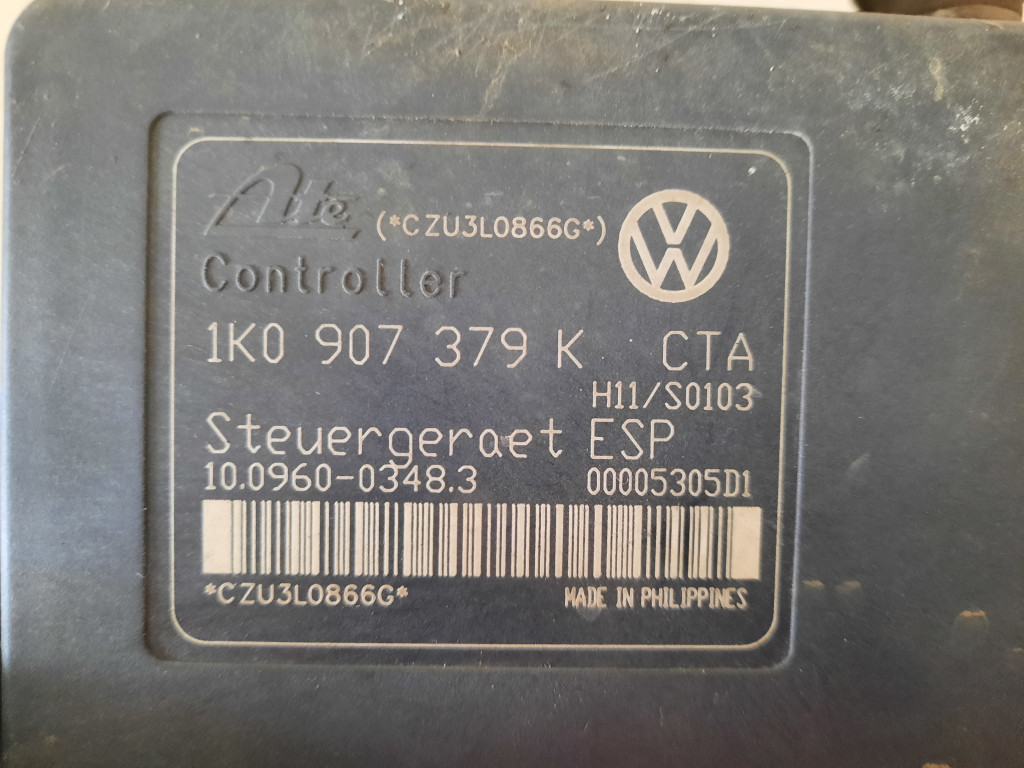 Ate (*CZU3L0866G*) VW
Controller
1K0 907 379 K CTA
H11/S0103
Steuergeraet ESP
10.0960-0348.3 00005305D1
*CZU3L0866G* MADE IN PHILIPPINES